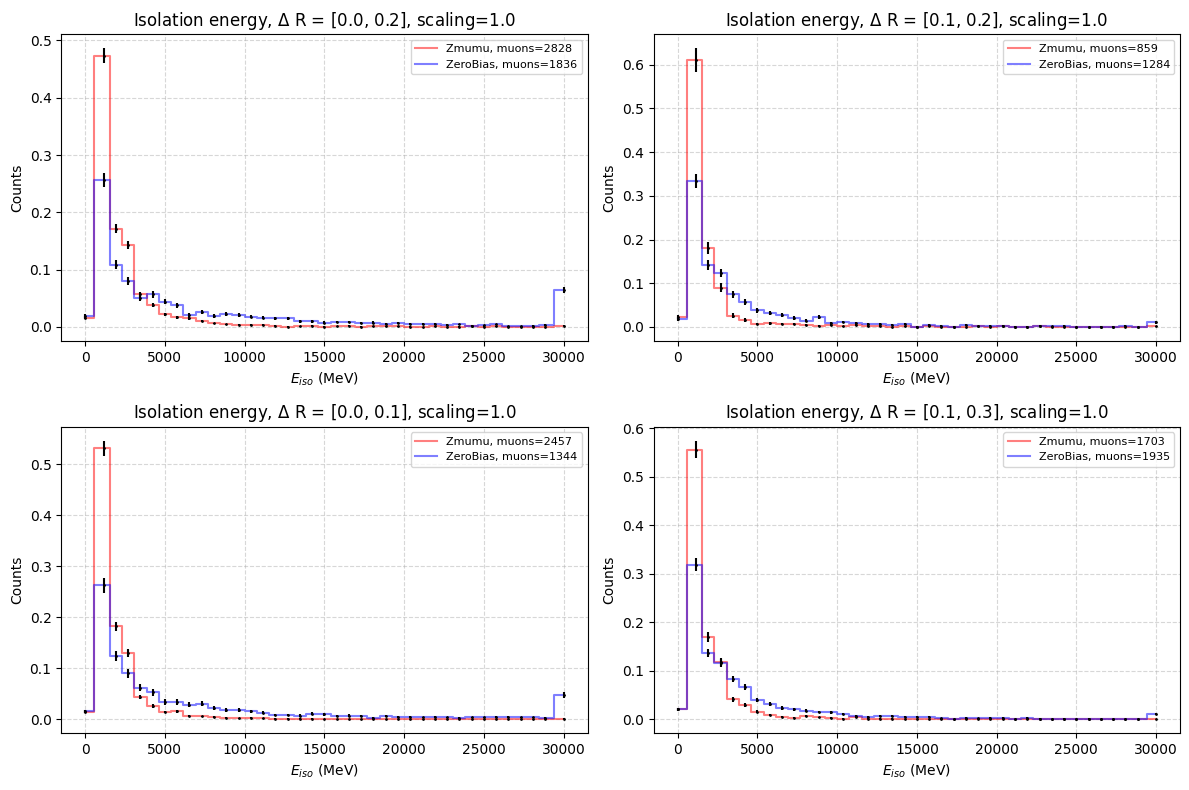 Isolation energy, Δ R = [0.0, 0.2], scaling=1.0
Zmumu, muons=2828
ZeroBias, muons=1836
Counts
0.5
0.4
0.3
0.2
0.1
0.0
0 5000 10000 15000 20000 25000 30000
E_iso (MeV)
Isolation energy, Δ R = [0.1, 0.2], scaling=1.0
Zmumu, muons=859
ZeroBias, muons=1284
Counts
0.6
0.5
0.4
0.3
0.2
0.1
0.0
0 5000 10000 15000 20000 25000 30000
E_iso (MeV)
Isolation energy, Δ R = [0.0, 0.1], scaling=1.0
Zmumu, muons=2457
ZeroBias, muons=1344
Counts
0.5
0.4
0.3
0.2
0.1
0.0
0 5000 10000 15000 20000 25000 30000
E_iso (MeV)
Isolation energy, Δ R = [0.1, 0.3], scaling=1.0
Zmumu, muons=1703
ZeroBias, muons=1935
Counts
0.6
0.5
0.4
0.3
0.2
0.1
0.0
0 5000 10000 15000 20000 25000 30000
E_iso (MeV)